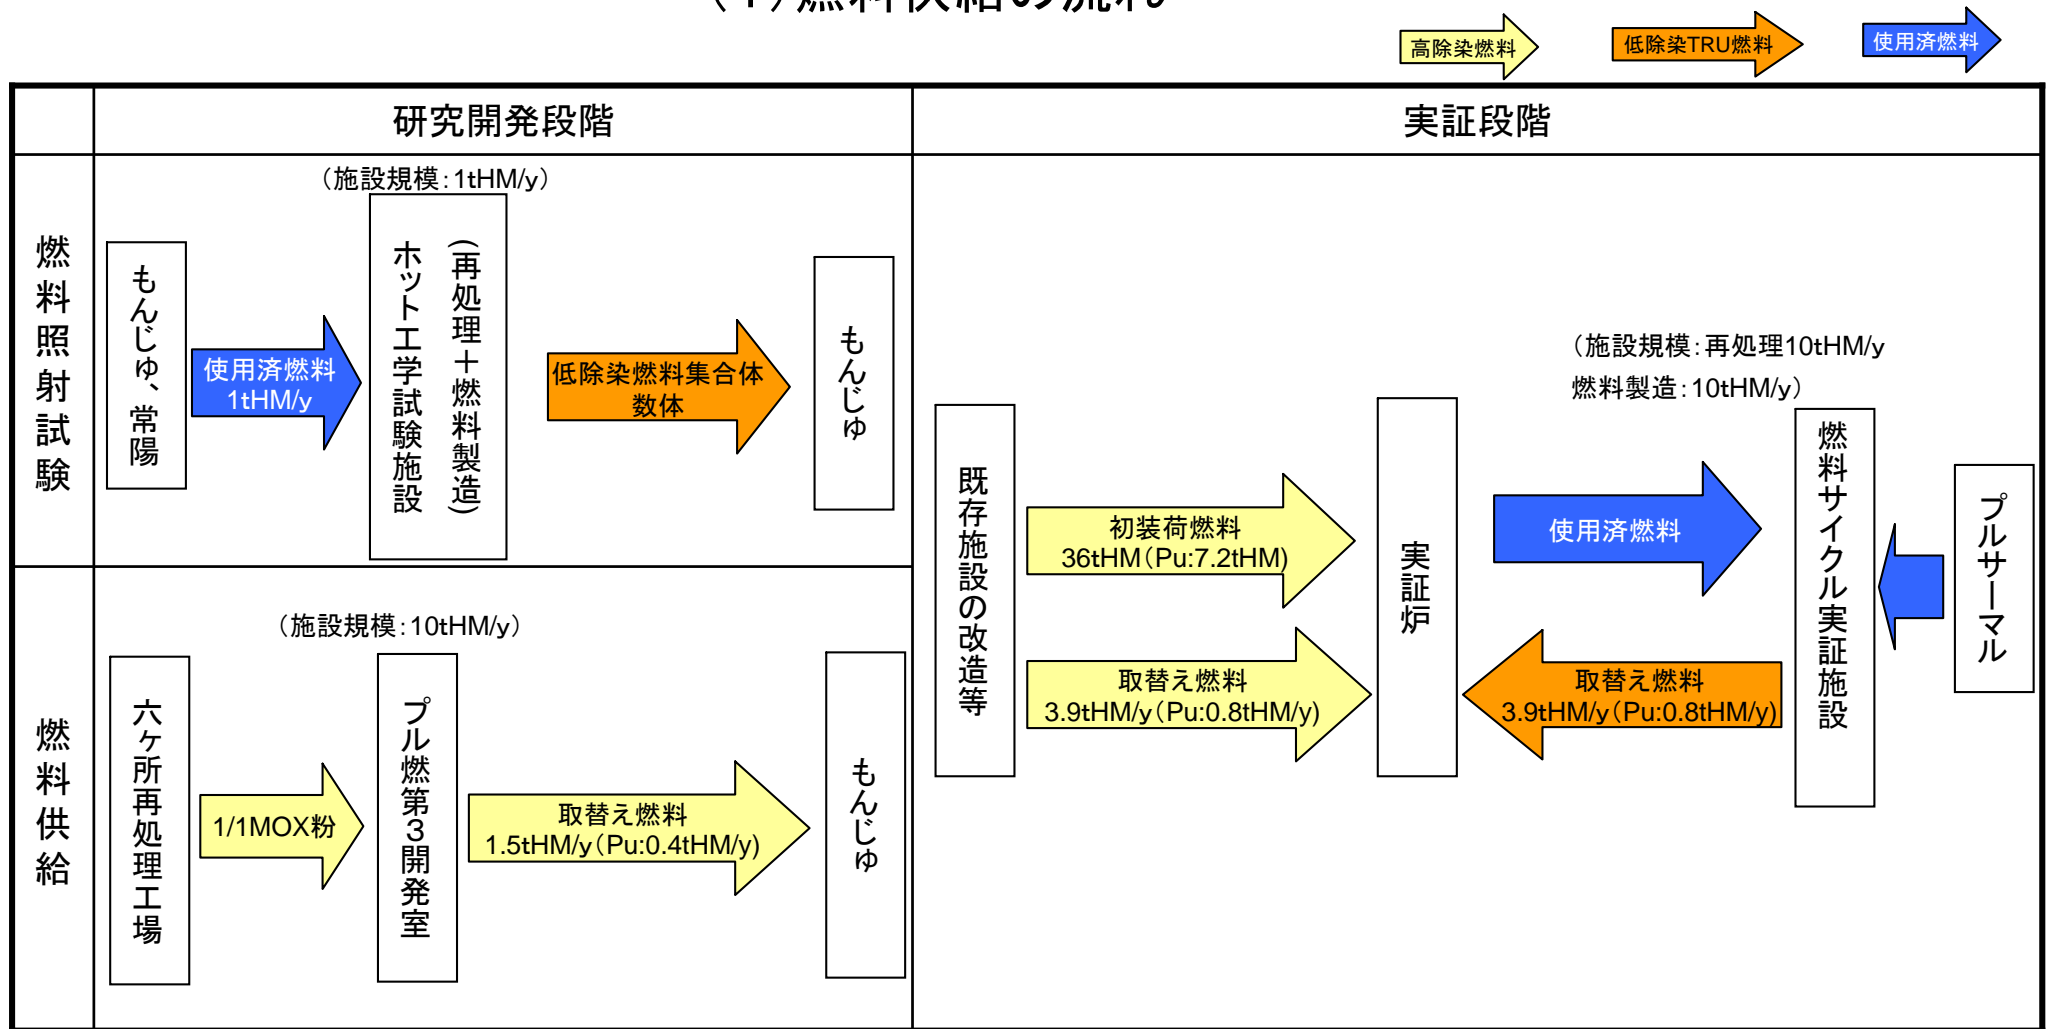 (1)燃料供給の流れ
高除染燃料
低除染TRU燃料
使用済燃料
研究開発段階
実証段階
燃料照射試験
(施設規模:1tHM/y)
もんじゅ、常陽
使用済燃料
1tHM/y
ホット工学試験施設
(再処理+燃料製造)
低除染燃料集合体
数体
もんじゅ
燃料供給
(施設規模:10tHM/y)
六ヶ所再処理工場
1/1MOX粉
プル燃第3開発室
取替え燃料
1.5tHM/y(Pu:0.4tHM/y)
もんじゅ
既存施設の改造等
初装荷燃料
36tHM(Pu:7.2tHM)
取替え燃料
3.9tHM/y(Pu:0.8tHM/y)
実証炉
(施設規模:再処理10tHM/y
燃料製造:10tHM/y)
使用済燃料
取替え燃料
3.9tHM/y(Pu:0.8tHM/y)
燃料サイクル実証施設
プルサーマル